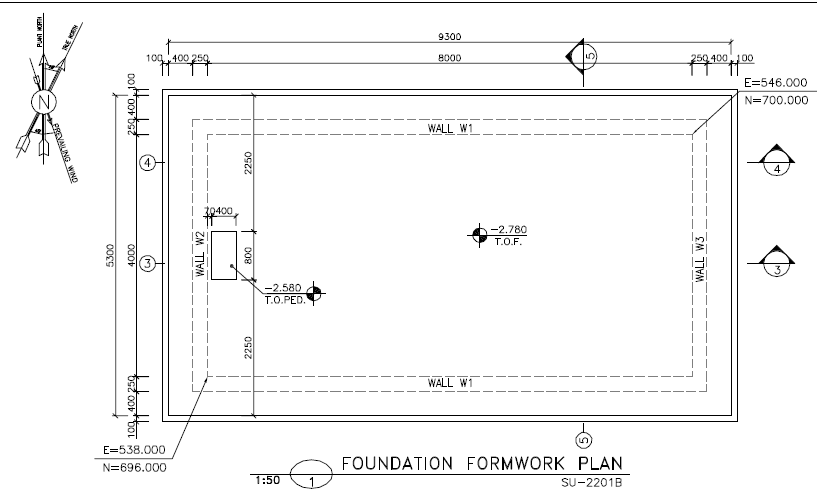 9300
100 400 250 8000 250 400 100
5
E=546.000
N=700.000
PLANT NORTH
TRUE NORTH
N
PREVAILING WIND
100
400
250
WALL W1
2250
4
4
70 400
5300
4000
WALL W2
800
-2.780
T.O.F.
WALL W3
3
3
-2.580
T.O.PED.
2250
WALL W1
250
400
100
5
E=538.000
N=696.000
1:50
1
FOUNDATION FORMWORK PLAN
SU-2201B